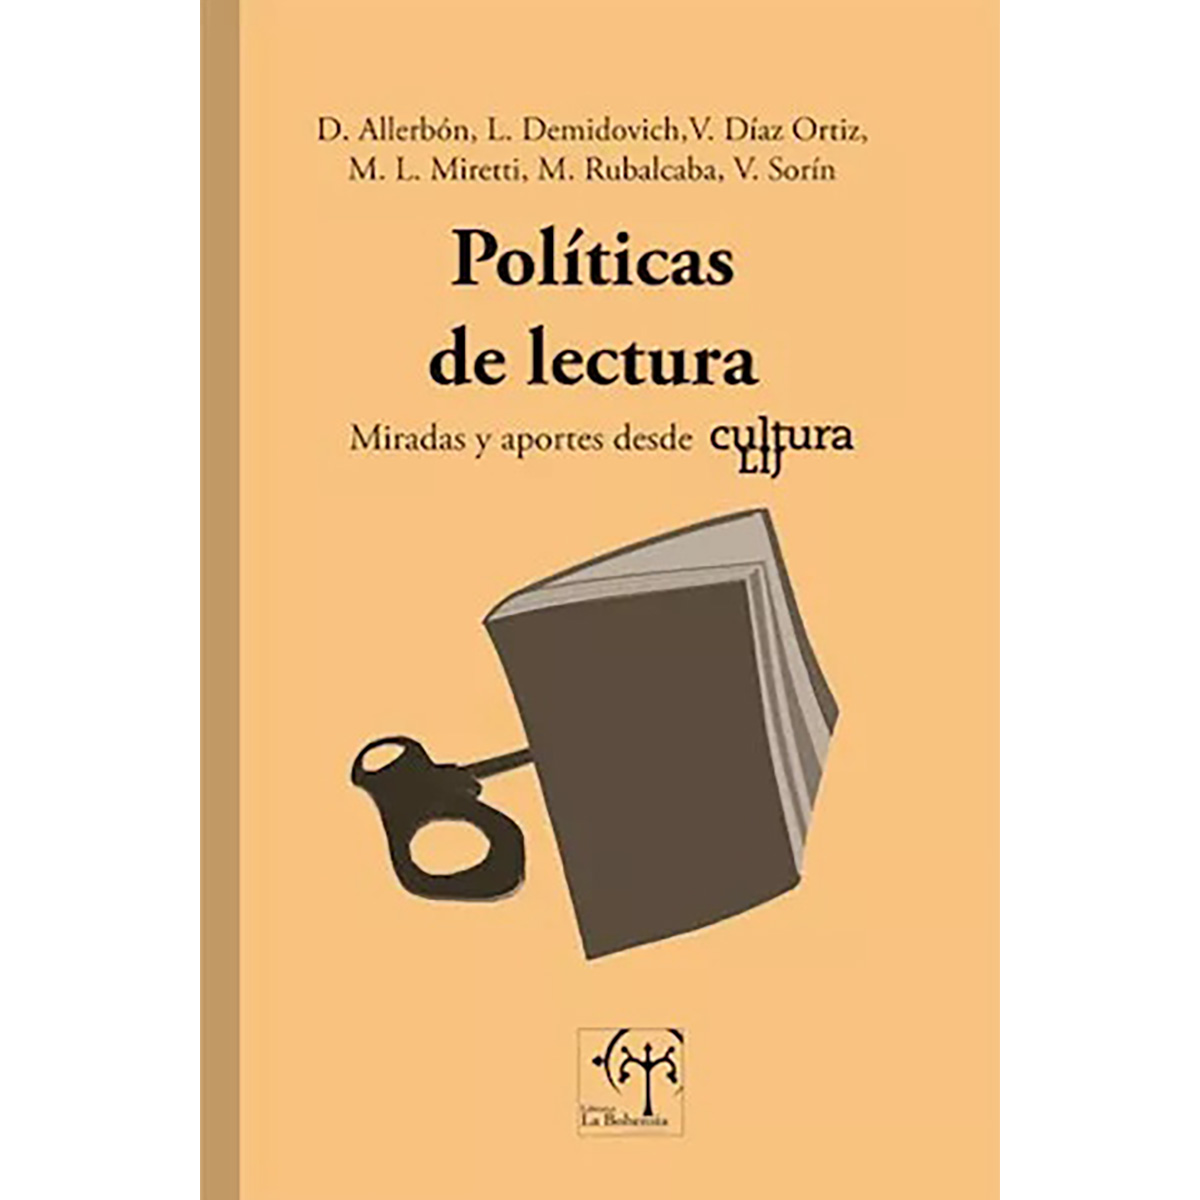 D. Allerbón, L. Demidovich, V. Díaz Ortiz,
M. L. Miretti, M. Rubalcaba, V. Sorín
Políticas
de lectura
Miradas y aportes desde cultura
LIJ
La Bohemia